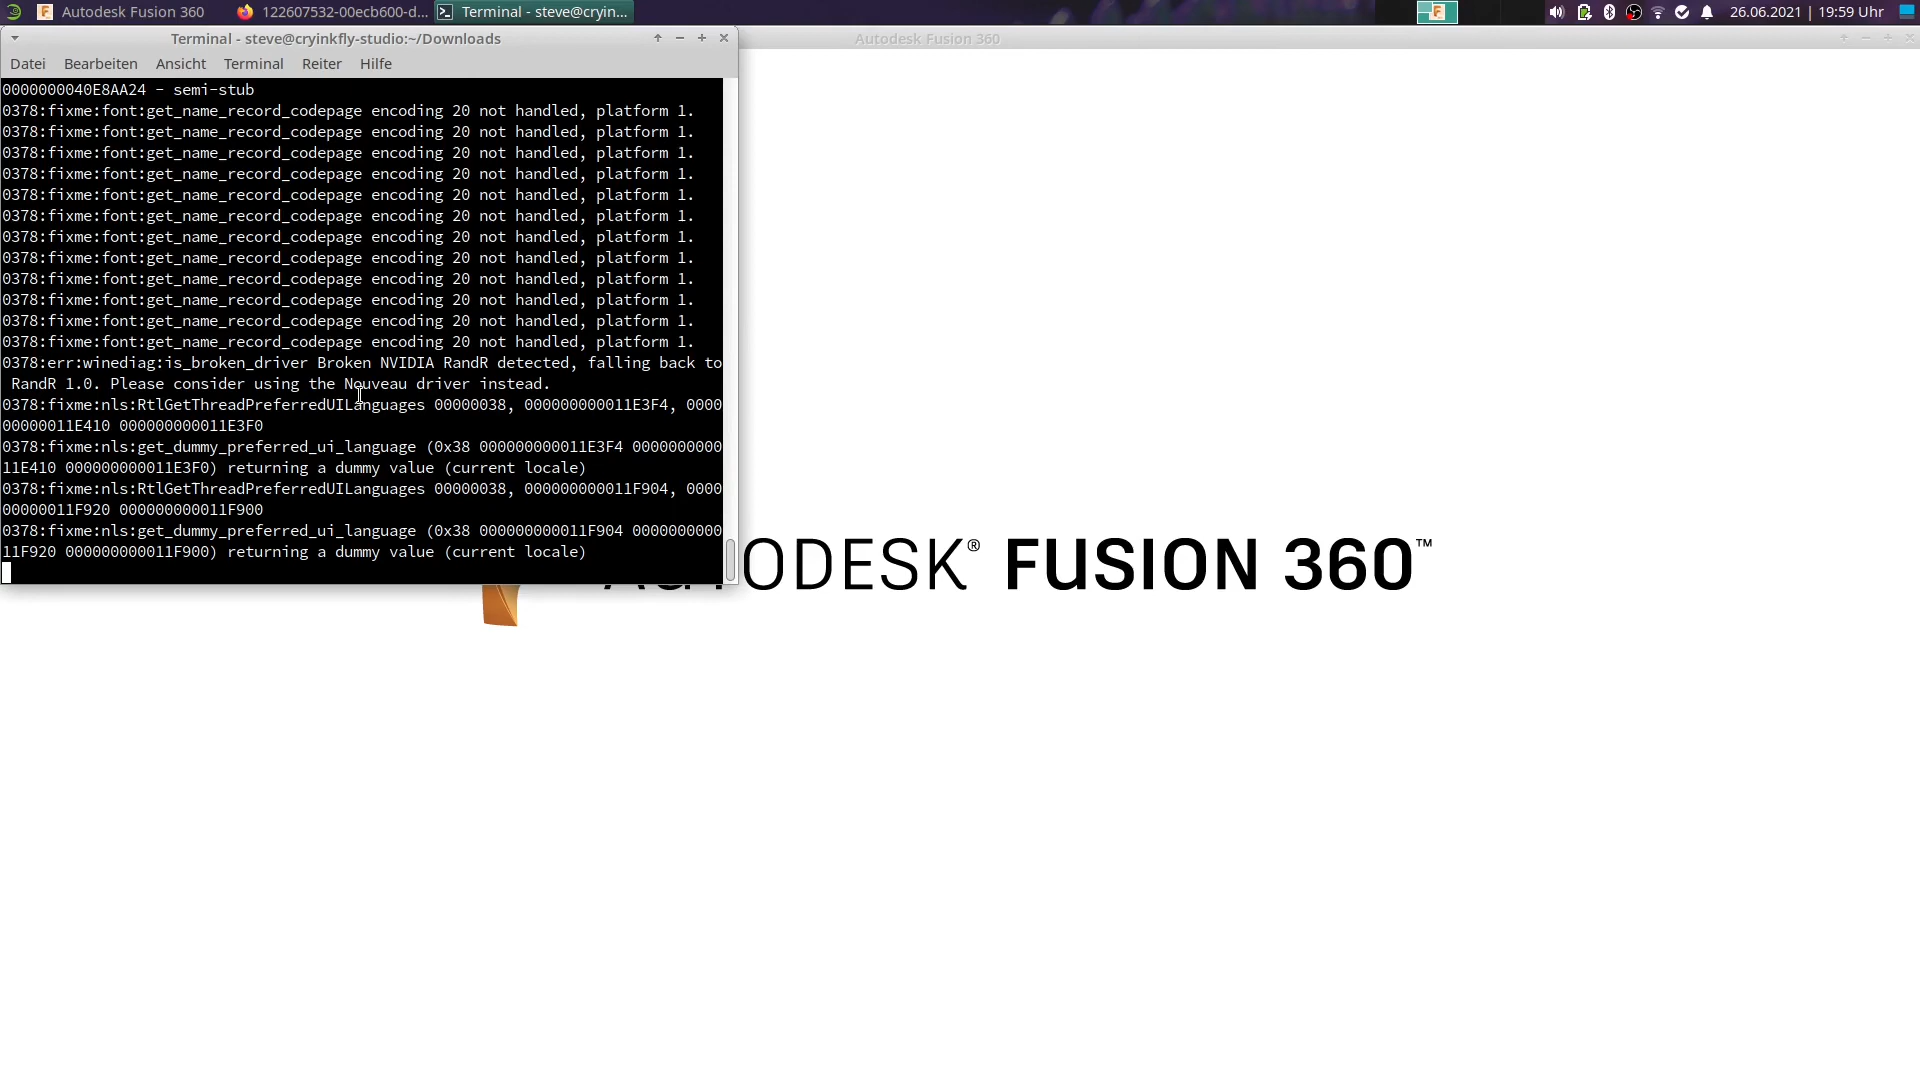 Autodesk Fusion 360
122607532-00ecb600-d...
Terminal - steve@cryin...
26.06.2021 | 19:59 Uhr
Terminal - steve@cryinkfly-studio:~/Downloads
Autodesk Fusion 360
Datei Bearbeiten Ansicht Terminal Reiter Hilfe
0000000040E8AA24 - semi-stub
0378:fixme:font:get_name_record_codepage encoding 20 not handled, platform 1.
0378:fixme:font:get_name_record_codepage encoding 20 not handled, platform 1.
0378:fixme:font:get_name_record_codepage encoding 20 not handled, platform 1.
0378:fixme:font:get_name_record_codepage encoding 20 not handled, platform 1.
0378:fixme:font:get_name_record_codepage encoding 20 not handled, platform 1.
0378:fixme:font:get_name_record_codepage encoding 20 not handled, platform 1.
0378:fixme:font:get_name_record_codepage encoding 20 not handled, platform 1.
0378:fixme:font:get_name_record_codepage encoding 20 not handled, platform 1.
0378:fixme:font:get_name_record_codepage encoding 20 not handled, platform 1.
0378:fixme:font:get_name_record_codepage encoding 20 not handled, platform 1.
0378:fixme:font:get_name_record_codepage encoding 20 not handled, platform 1.
0378:fixme:font:get_name_record_codepage encoding 20 not handled, platform 1.
0378:err:winediag:is_broken_driver Broken NVIDIA RandR detected, falling back to
RandR 1.0. Please consider using the Nouveau driver instead.
0378:fixme:nls:RtlGetThreadPreferredUILanguages 00000038, 000000000011E3F4, 0000
00000011E410 000000000011E3F0
0378:fixme:nls:get_dummy_preferred_ui_language (0x38 000000000011E3F4 0000000000
11E410 000000000011E3F0) returning a dummy value (current locale)
0378:fixme:nls:RtlGetThreadPreferredUILanguages 00000038, 000000000011F904, 0000
00000011F920 000000000011F900
0378:fixme:nls:get_dummy_preferred_ui_language (0x38 000000000011F904 0000000000
11F920 000000000011F900) returning a dummy value (current locale)
ODESK® FUSION 360™